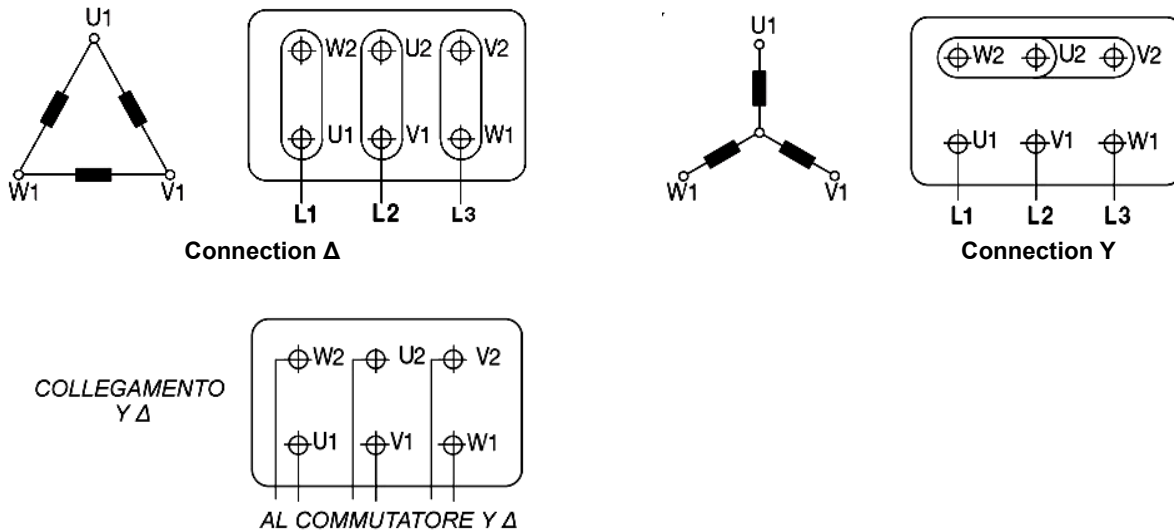 U1
W1 V1
W2 U2 V2
U1 V1 W1
L1 L2 L3
Connection Δ
U1
W1 V1
W2 U2 V2
U1 V1 W1
L1 L2 L3
Connection Y
COLLEGAMENTO
Y Δ
W2 U2 V2
U1 V1 W1
AL COMMUTATORE Y Δ